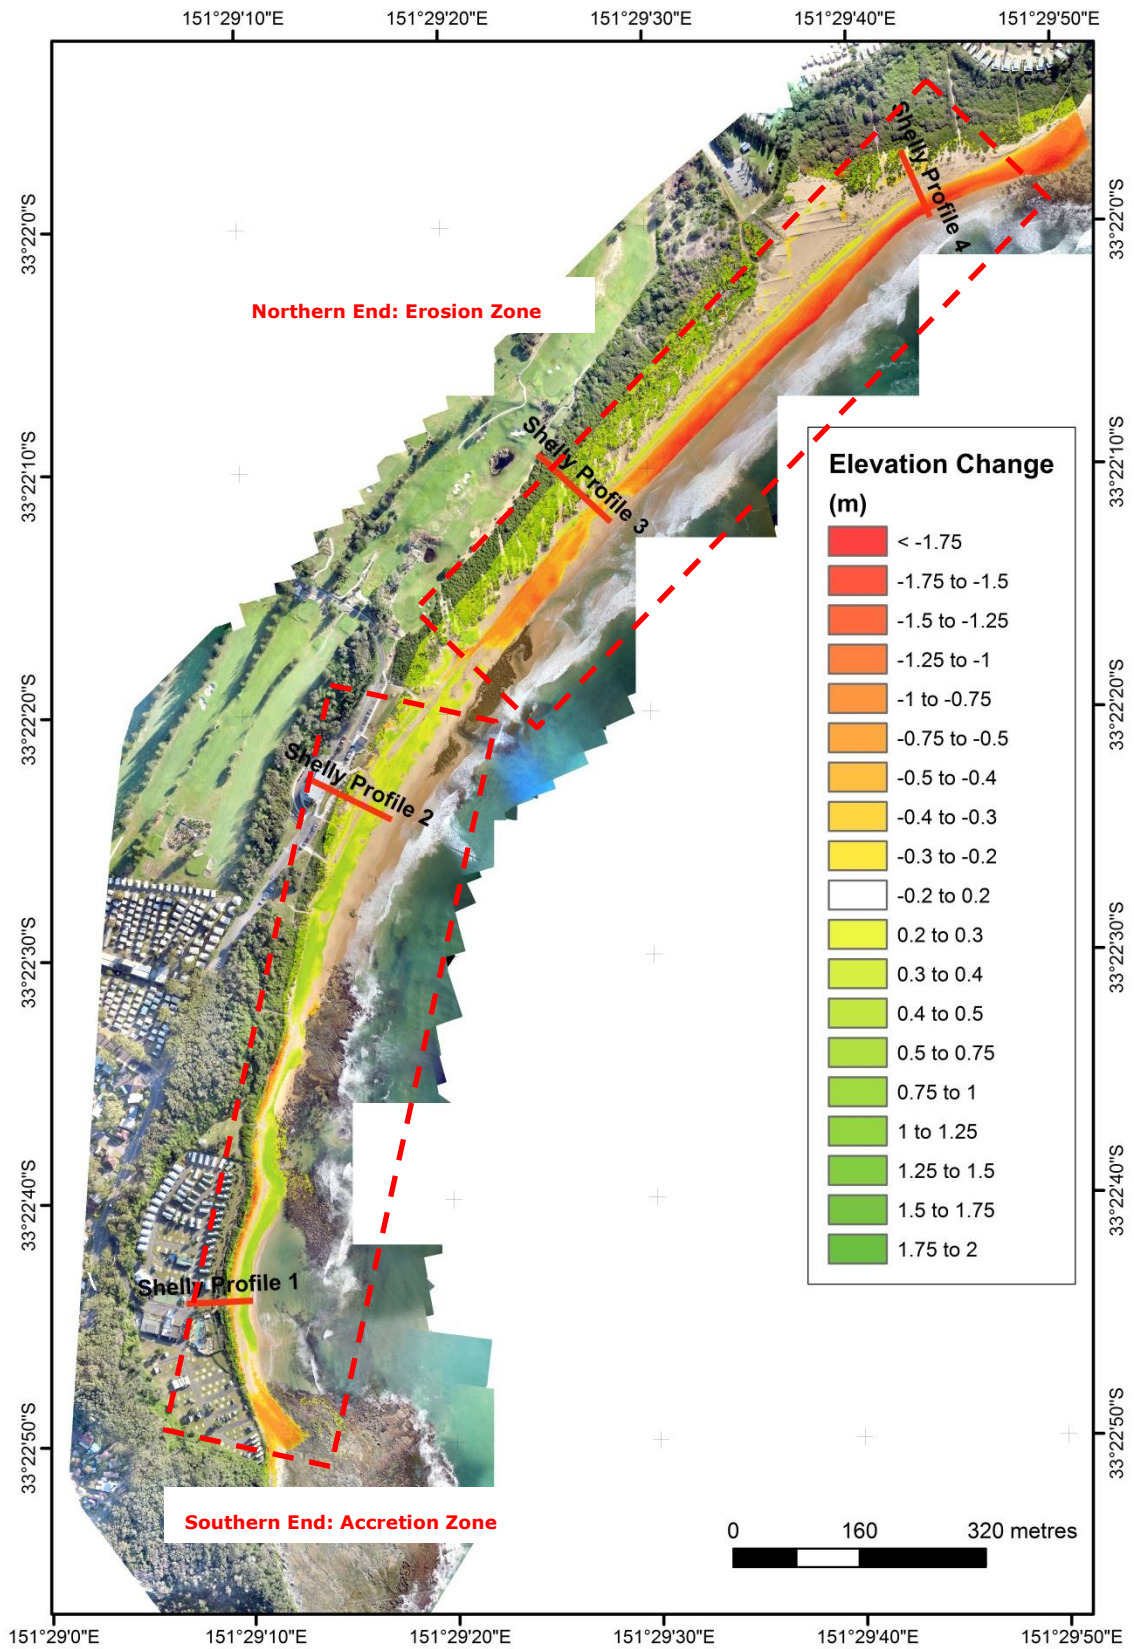 151°29'10"E 151°29'20"E 151°29'30"E 151°29'40"E 151°29'50"E
Shelly Profile 4
33°22'0"S 33°22'0"S
Northern End: Erosion Zone
Shelly Profile 3
33°22'10"S 33°22'10"S
Elevation Change
(m)
< -1.75
-1.75 to -1.5
-1.5 to -1.25
-1.25 to -1
-1 to -0.75
-0.75 to -0.5
-0.5 to -0.4
-0.4 to -0.3
-0.3 to -0.2
-0.2 to 0.2
0.2 to 0.3
0.3 to 0.4
0.4 to 0.5
0.5 to 0.75
0.75 to 1
1 to 1.25
1.25 to 1.5
1.5 to 1.75
1.75 to 2
33°22'20"S 33°22'20"S
Shelly Profile 2
33°22'30"S 33°22'30"S
33°22'40"S 33°22'40"S
Shelly Profile 1
33°22'50"S 33°22'50"S
Southern End: Accretion Zone
0 160 320 metres
151°29'0"E 151°29'10"E 151°29'20"E 151°29'30"E 151°29'40"E 151°29'50"E